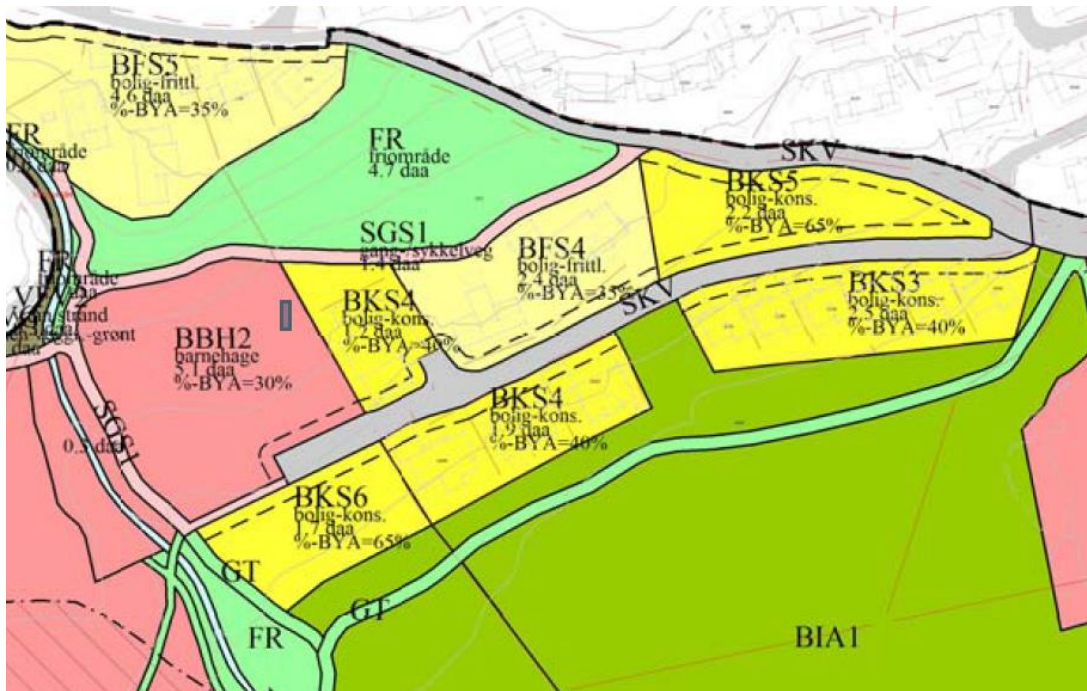 BFS5
bolig-frittl.
4.6 daa
%-BYA=35%
FR
friområde
4.7 daa
SKV
FR
friområde
BKS5
bolig-kons.
2.2 daa
%-BYA=65%
SGS1
gang-/sykkelveg
1.4 daa
BFS4
bolig-frittl.
%-BYA=35%
FR
BKS3
bolig-kons.
2.5 daa
%-BYA=40%
SKV
BKS4
bolig-kons.
%-BYA=40%
BBH2
barnehage
5.1 daa
%-BYA=30%
BKS4
bolig-kons.
1.9 daa
%-BYA=40%
0.5 daa
BKS6
bolig-kons.
1.7 daa
%-BYA=65%
GT
GT
FR
BIA1